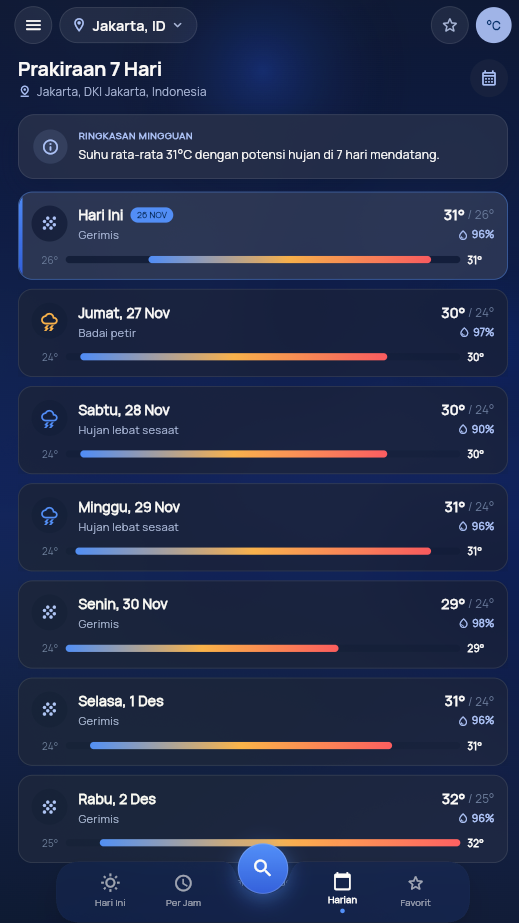 Jakarta, ID
°C
Prakiraan 7 Hari
Jakarta, DKI Jakarta, Indonesia
RINGKASAN MINGGUAN
Suhu rata-rata 31°C dengan potensi hujan di 7 hari mendatang.
Hari Ini 26 NOV 31° / 26°
Gerimis 96%
26° 31°
Jumat, 27 Nov 30° / 24°
Badai petir 97%
24° 30°
Sabtu, 28 Nov 30° / 24°
Hujan lebat sesaat 90%
24° 30°
Minggu, 29 Nov 31° / 24°
Hujan lebat sesaat 96%
24° 31°
Senin, 30 Nov 29° / 24°
Gerimis 98%
24° 29°
Selasa, 1 Des 31° / 24°
Gerimis 96%
24° 31°
Rabu, 2 Des 32° / 25°
Gerimis 96%
25° 32°
Hari Ini Per Jam Harian Favorit